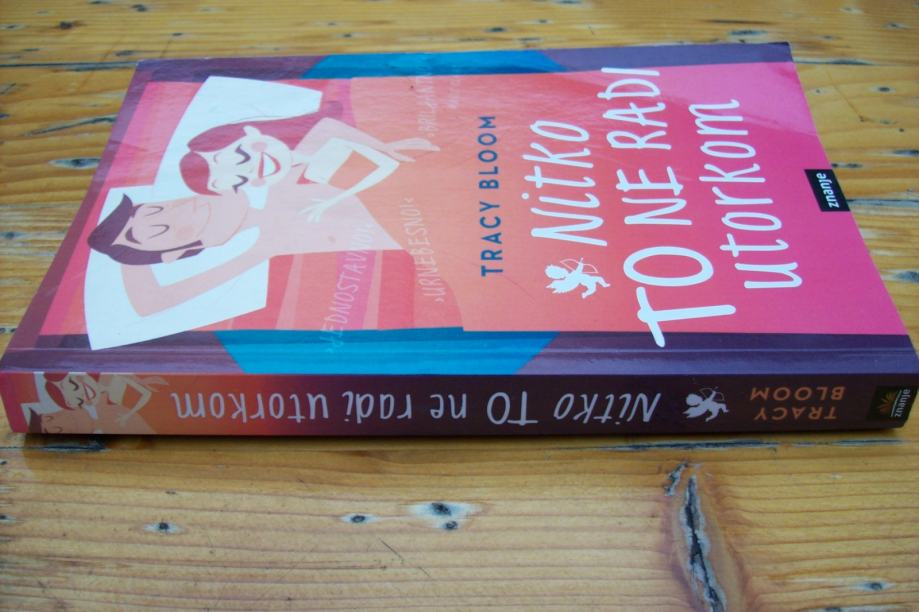 TRACY BLOOM
Nitko
TO NE RADI
utorkom
znanje
›JEDNOSTAVNO!‹
›URNEBESNO!‹
Nitko TO ne radi utorkom
TRACY
BLOOM
znanje